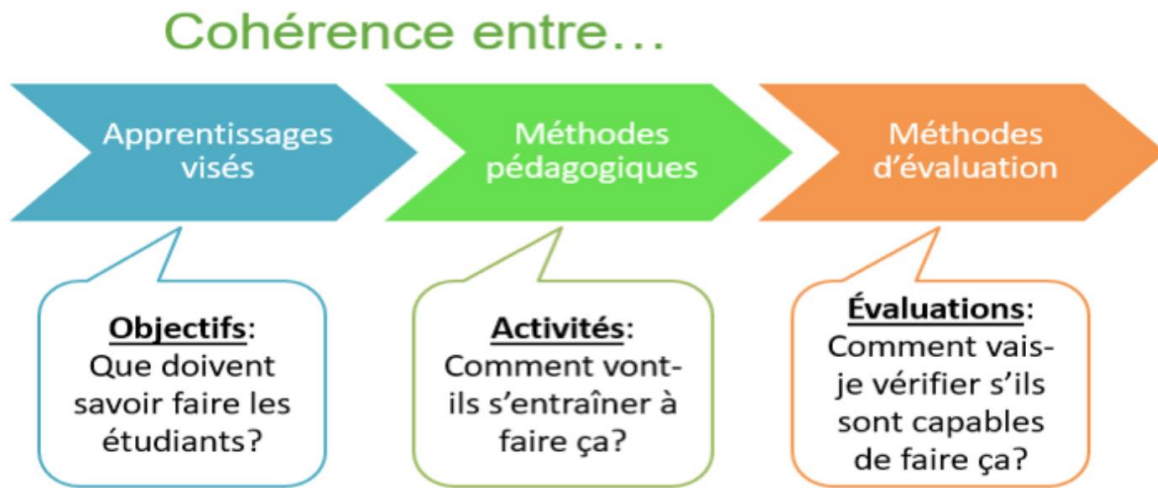 Cohérence entre…
Apprentissages
visés
Méthodes
pédagogiques
Méthodes
d'évaluation
Objectifs:
Que doivent
savoir faire les
étudiants?
Activités:
Comment vont-
ils s'entraîner à
faire ça?
Évaluations:
Comment vais-
je vérifier s'ils
sont capables
de faire ça?